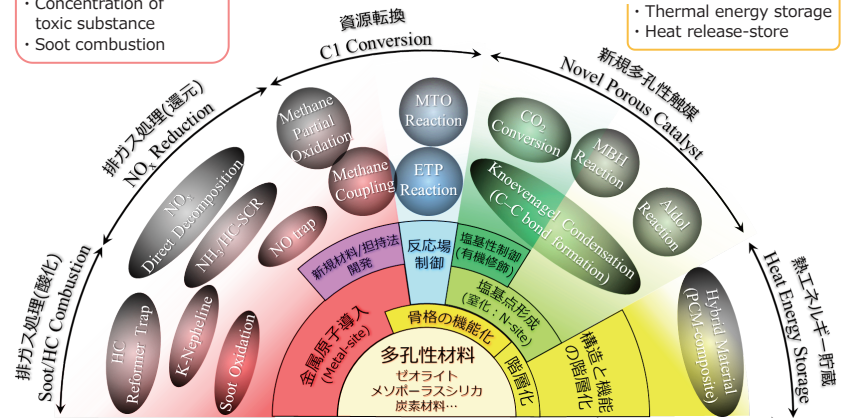 ・Concentration of
toxic substance
・Soot combustion
・Thermal energy storage
・Heat release-store
資源転換
C1 Conversion
排ガス処理(還元)
NOx Reduction
新規多孔性触媒
Novel Porous Catalyst
排ガス処理(酸化)
Soot/HC Combustion
熱エネルギー貯蔵
Heat Energy Storage
Methane
Partial
Oxidation
MTO
Reaction
CO2
Conversion
MBH
Reaction
Aldol
Reaction
Methane
Coupling
ETP
Reaction
Knoevenagel Condensation
(C−C bond formation)
NOx
Direct Decomposition
NH3/HC-SCR
NO trap
HC
Reformer Trap
K-Nepheline
Soot Oxidation
Hybrid Material
(PCM-composite)
新規材料/担持法
開発
反応場
制御
塩基性制御
(有機修飾)
塩基点形成
(窒化：N-site)
金属原子導入
(Metal-site)
骨格の機能化
階層化
構造と機能
の階層化
多孔性材料
ゼオライト
メソポーラスシリカ
炭素材料…